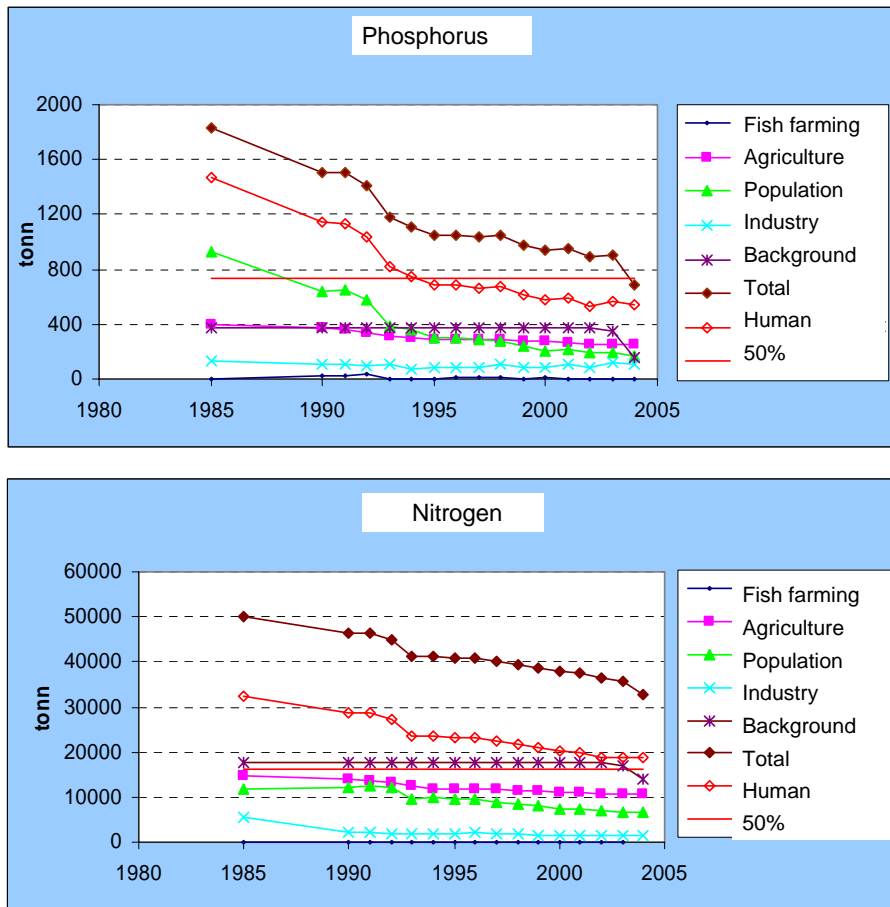 Phosphorus
2000
1600
1200
800
400
0
tonn
1980 1985 1990 1995 2000 2005
Fish farming
Agriculture
Population
Industry
Background
Total
Human
50%
Nitrogen
60000
50000
40000
30000
20000
10000
0
tonn
1980 1985 1990 1995 2000 2005
Fish farming
Agriculture
Population
Industry
Background
Total
Human
50%